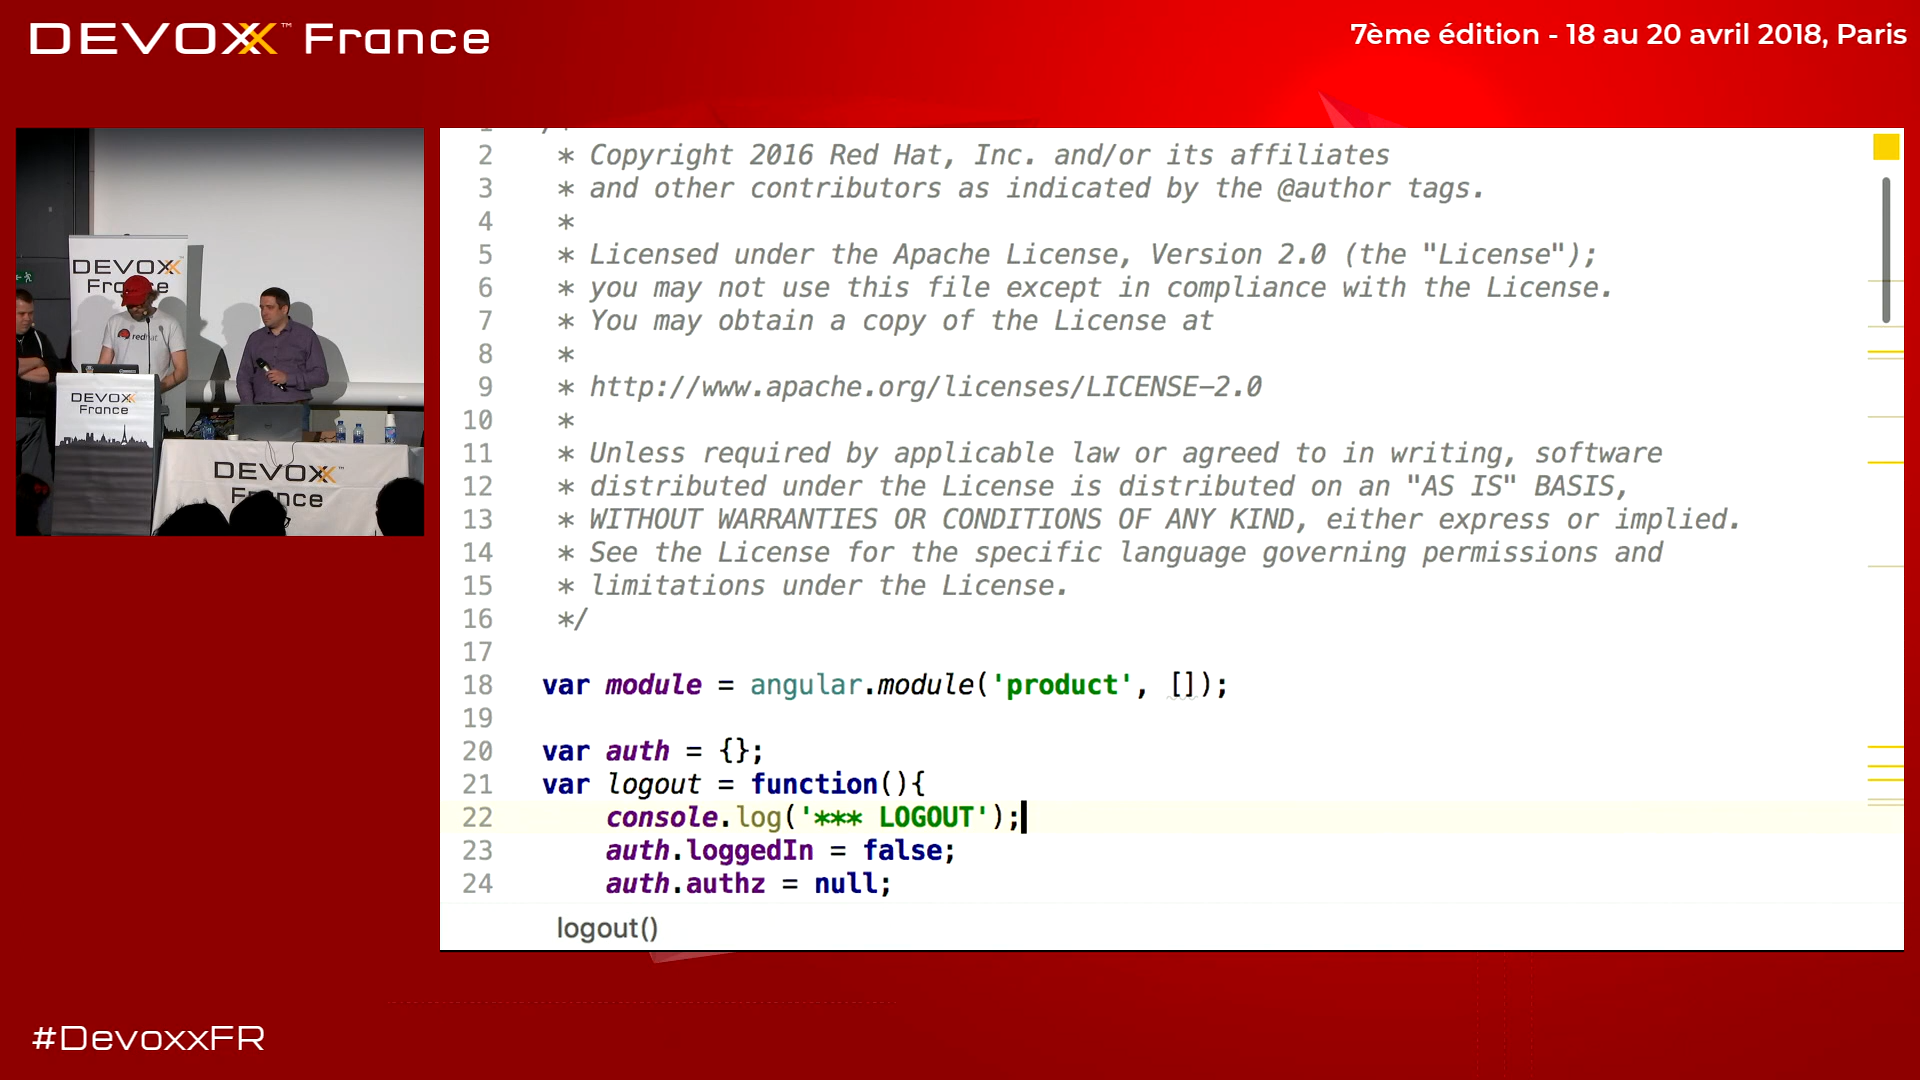 DEVOXX™ France
7ème édition - 18 au 20 avril 2018, Paris
DEVOXX
France
redhat
DEVOXX
France
DEVOXX™
France
1 /*
2 * Copyright 2016 Red Hat, Inc. and/or its affiliates
3 * and other contributors as indicated by the @author tags.
4 *
5 * Licensed under the Apache License, Version 2.0 (the "License");
6 * you may not use this file except in compliance with the License.
7 * You may obtain a copy of the License at
8 *
9 * http://www.apache.org/licenses/LICENSE-2.0
10 *
11 * Unless required by applicable law or agreed to in writing, software
12 * distributed under the License is distributed on an "AS IS" BASIS,
13 * WITHOUT WARRANTIES OR CONDITIONS OF ANY KIND, either express or implied.
14 * See the License for the specific language governing permissions and
15 * limitations under the License.
16 */
17
18 var module = angular.module('product', []);
19
20 var auth = {};
21 var logout = function(){
22 console.log('*** LOGOUT');
23 auth.loggedIn = false;
24 auth.authz = null;
logout()
#DevoxxFR